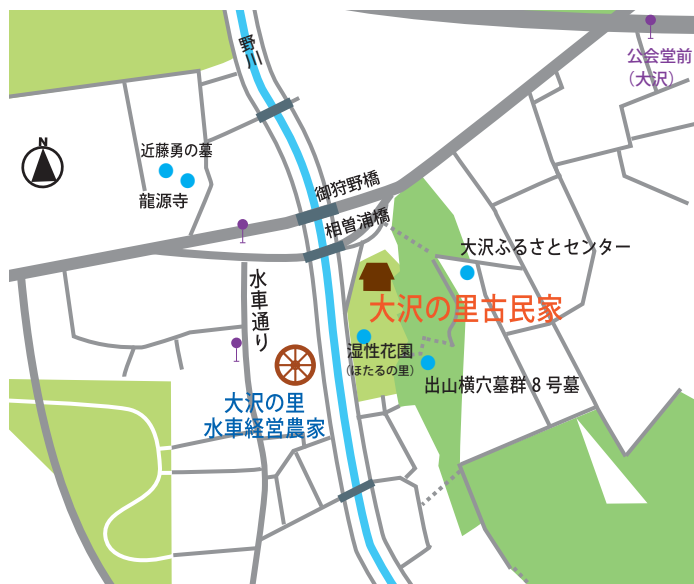 野川
公会堂前
（大沢）
N
近藤勇の墓
龍源寺
御狩野橋
相曽浦橋
大沢ふるさとセンター
水車通り
大沢の里古民家
湿性花園
（ほたるの里）
出山横穴墓群8号墓
大沢の里
水車経営農家